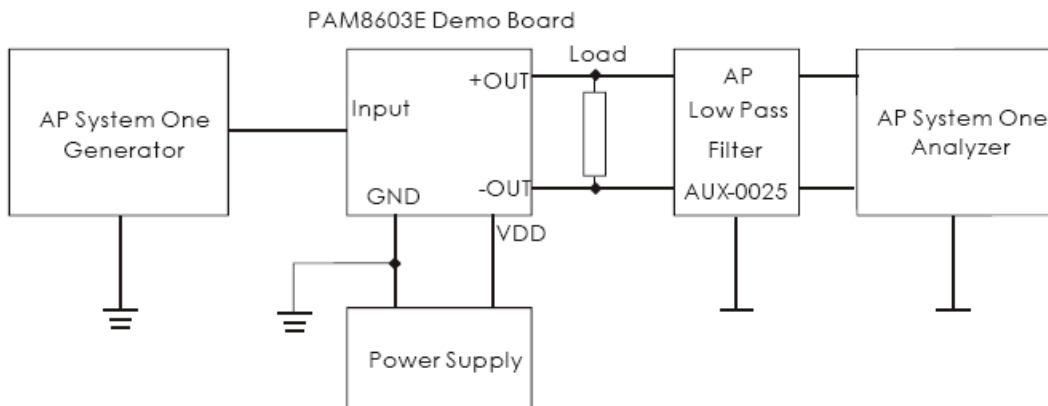 PAM8603E Demo Board
AP System One
Generator
Input
+OUT
-OUT
GND
VDD
Load
AP
Low Pass
Filter
AUX-0025
AP System One
Analyzer
Power Supply